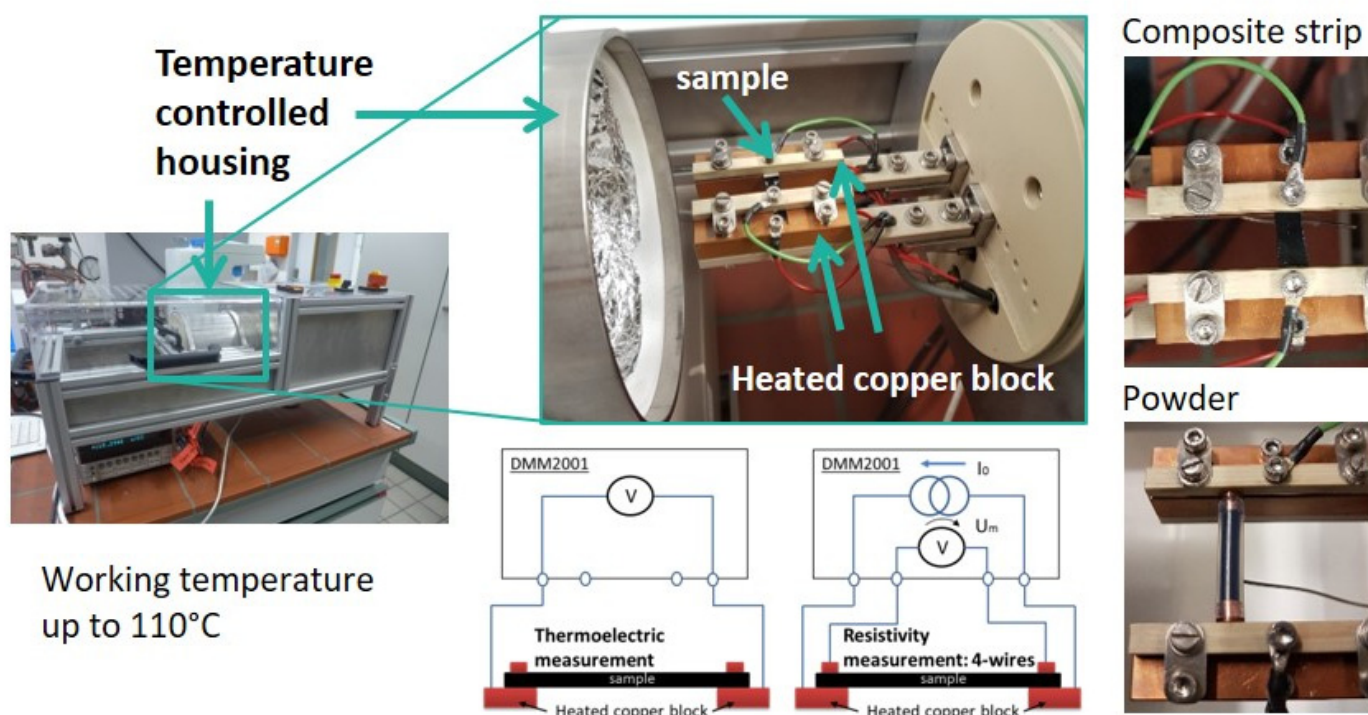 Temperature
controlled
housing
sample
Heated copper block
Working temperature
up to 110°C
DMM2001
V
Thermoelectric
measurement
sample
Heated copper block
DMM2001
I₀
Uₘ
V
Resistivity
measurement: 4-wires
sample
Heated copper block
Composite strip
Powder